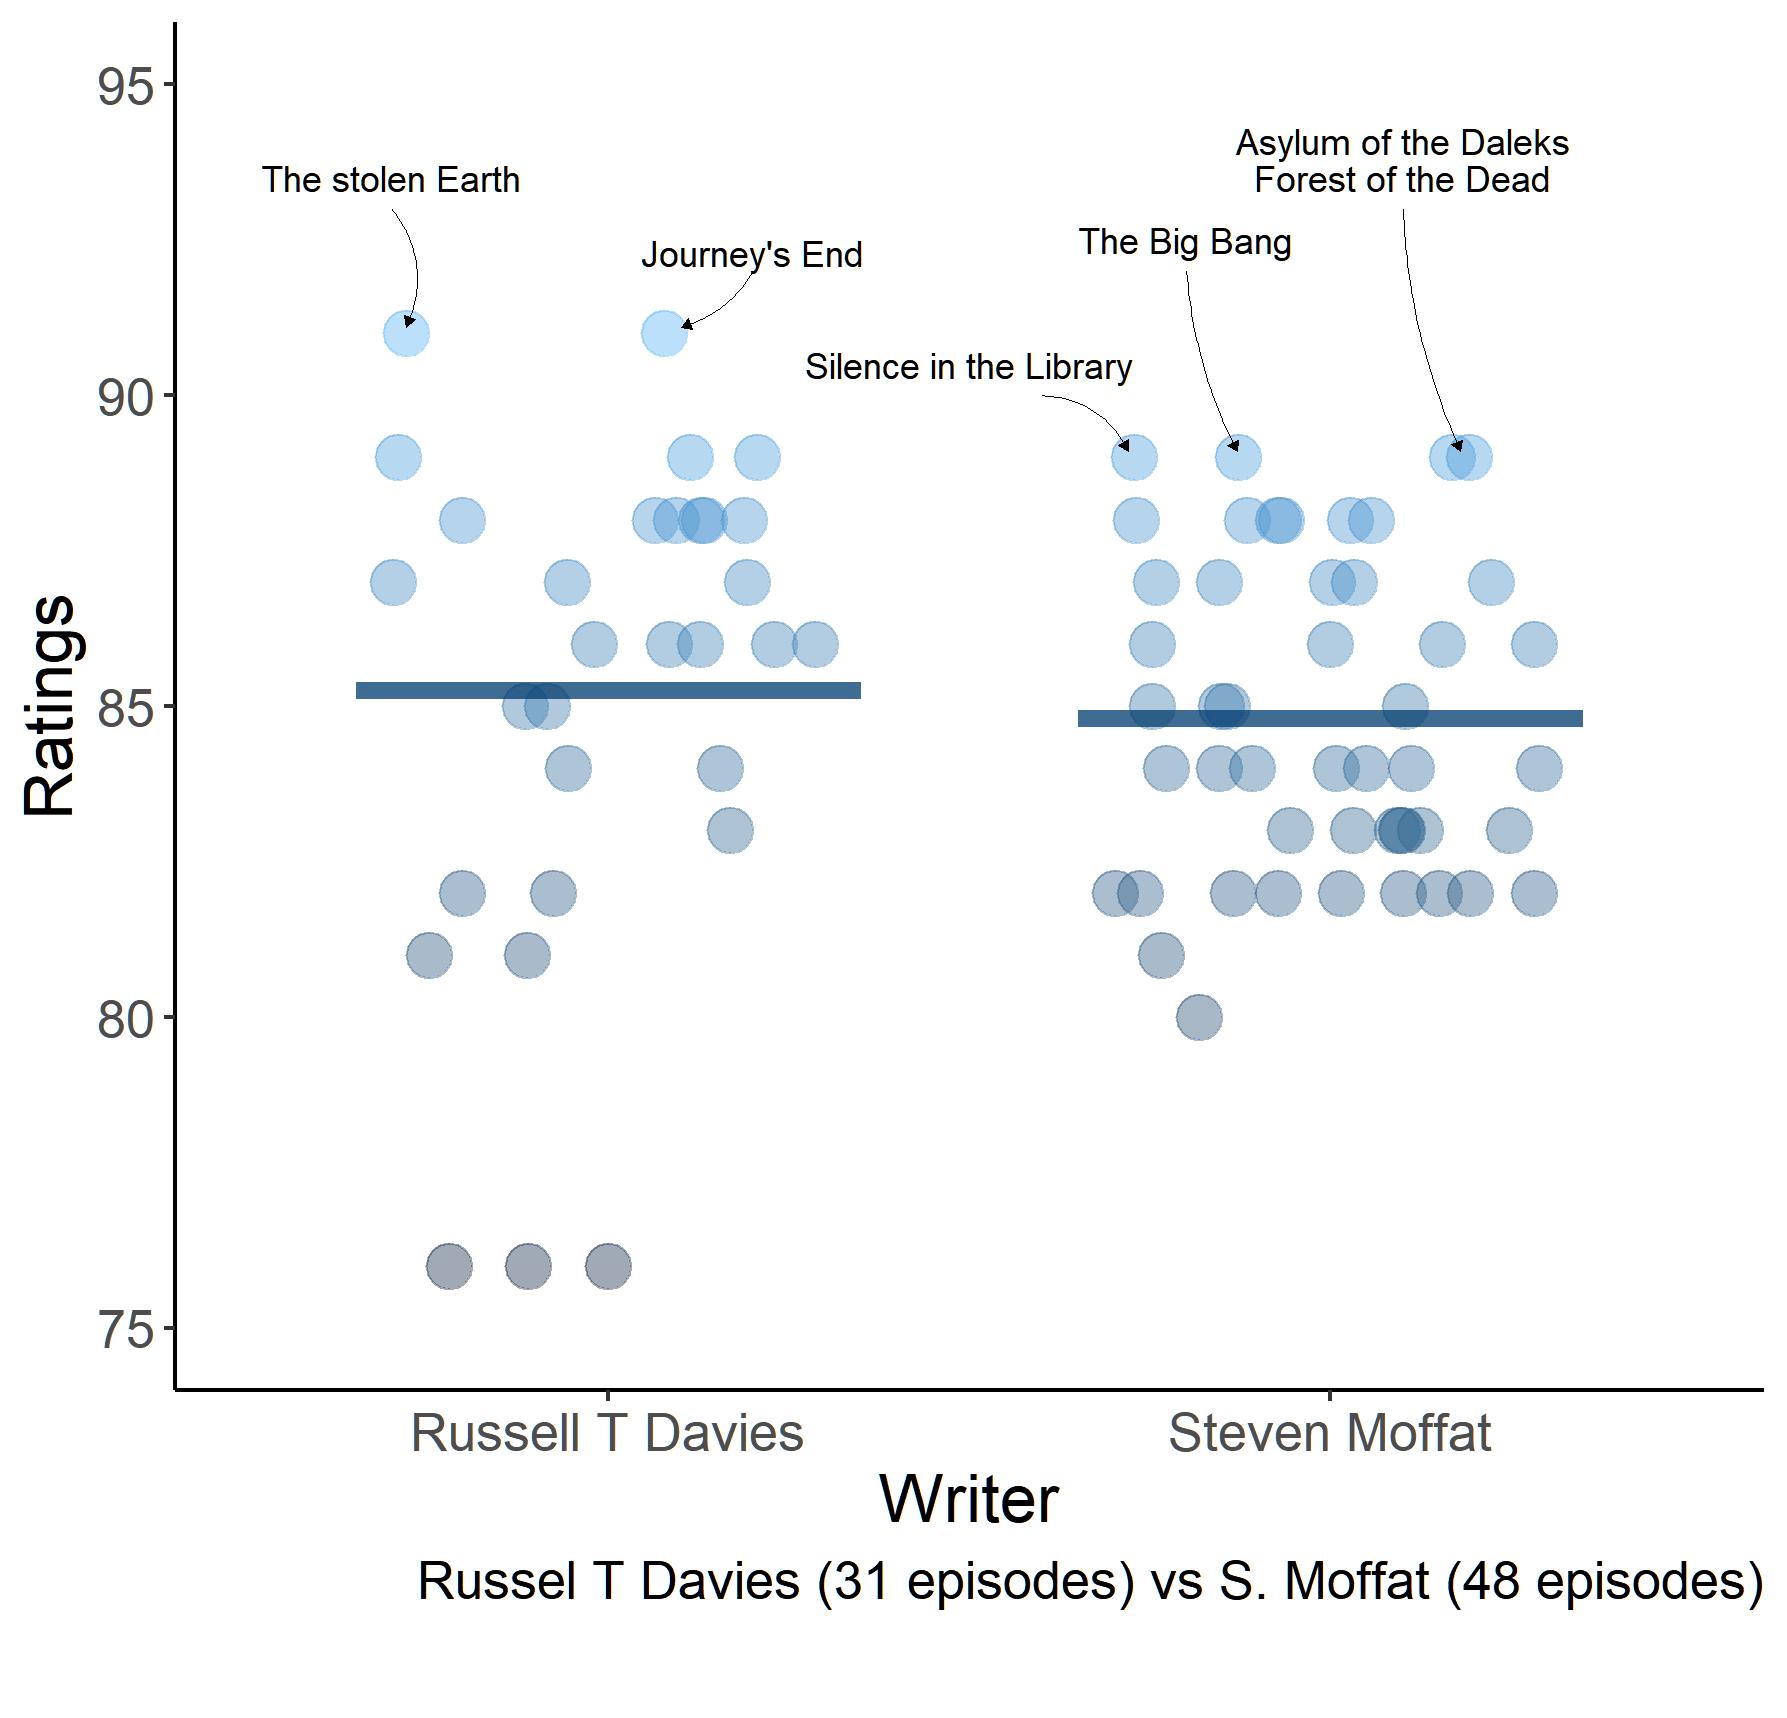 95
Asylum of the Daleks
Forest of the Dead
The stolen Earth
The Big Bang
Journey's End
Silence in the Library
90
Ratings
85
80
75
Russell T Davies
Steven Moffat
Writer
Russel T Davies (31 episodes) vs S. Moffat (48 episodes)